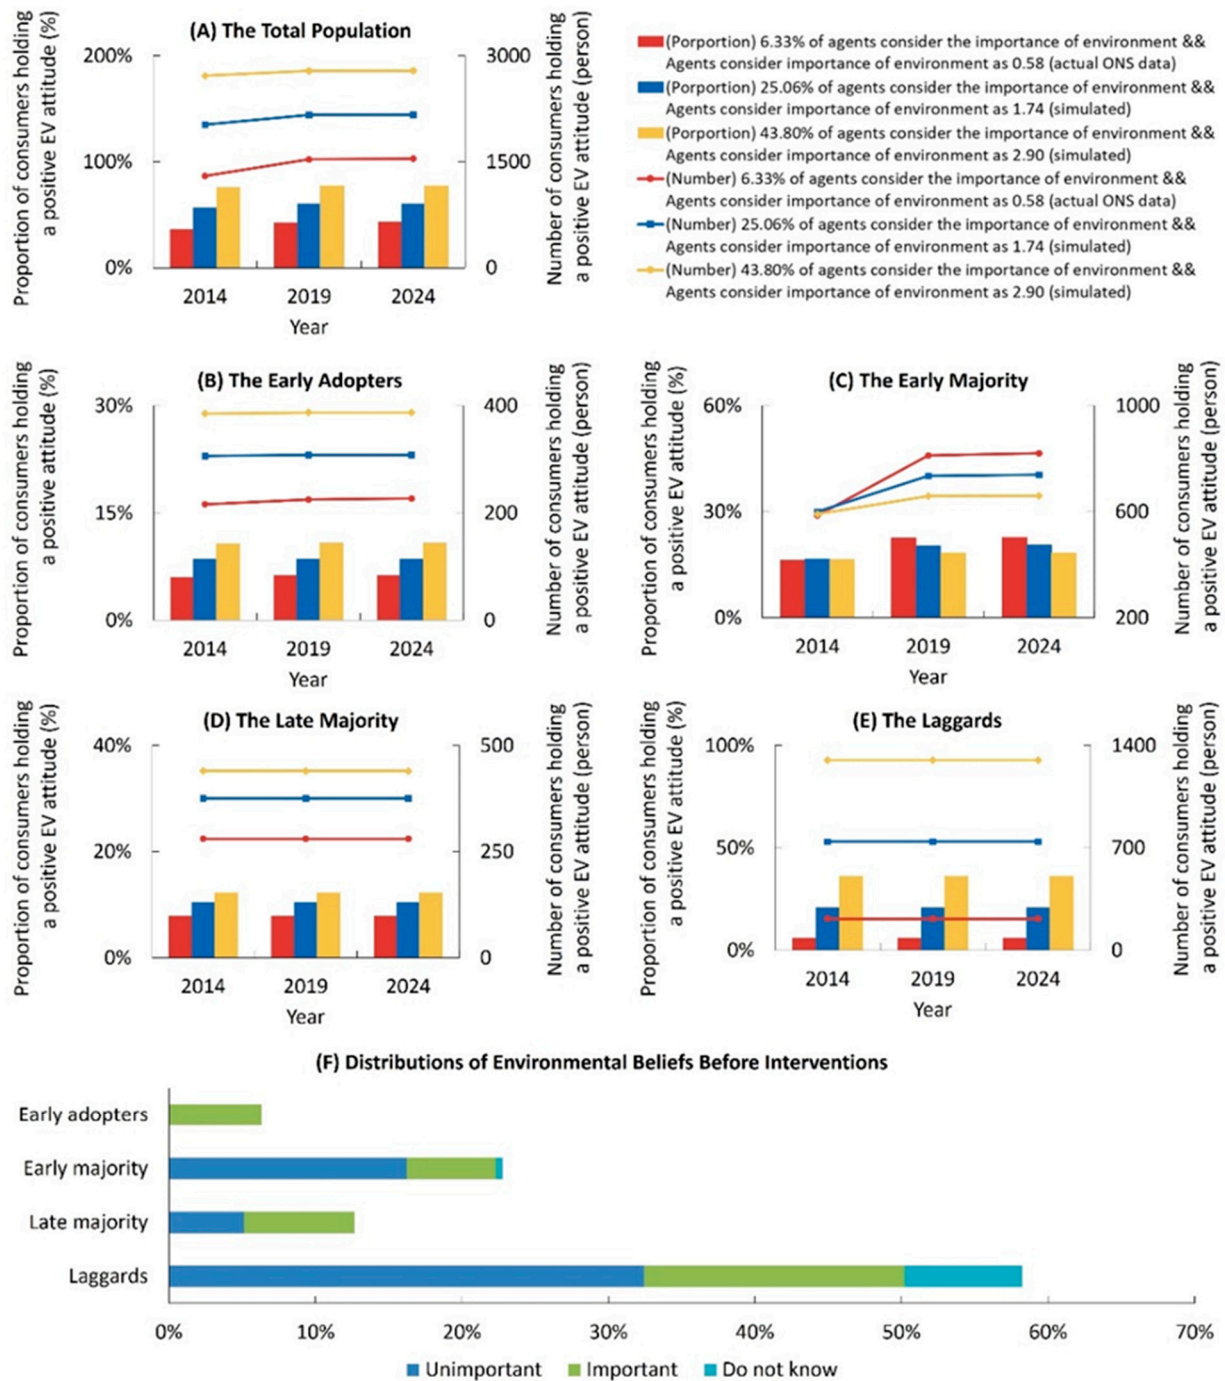 (A) The Total Population
Proportion of consumers holding
a positive EV attitude (%)
200%
100%
0%
3000
1500
0
Number of consumers holding
a positive EV attitude (person)
2014 2019 2024
Year
(Porportion) 6.33% of agents consider the importance of environment &&
Agents consider importance of environment as 0.58 (actual ONS data)
(Porportion) 25.06% of agents consider the importance of environment &&
Agents consider importance of environment as 1.74 (simulated)
(Porportion) 43.80% of agents consider the importance of environment &&
Agents consider importance of environment as 2.90 (simulated)
(Number) 6.33% of agents consider the importance of environment &&
Agents consider importance of environment as 0.58 (actual ONS data)
(Number) 25.06% of agents consider the importance of environment &&
Agents consider importance of environment as 1.74 (simulated)
(Number) 43.80% of agents consider the importance of environment &&
Agents consider importance of environment as 2.90 (simulated)
(B) The Early Adopters
Proportion of consumers holding
a positive attitude (%)
30%
15%
0%
400
200
0
Number of consumers holding
a positive EV attitude (person)
2014 2019 2024
Year
(C) The Early Majority
Proportion of consumers holding
a positive EV attitude (%)
60%
30%
0%
1000
600
200
Number of consumers holding
a positive EV attitude (person)
2014 2019 2024
Year
(D) The Late Majority
Proportion of consumers holding
a positive EV attitude (%)
40%
20%
0%
500
250
0
Number of consumers holding
a positive EV attitude (person)
2014 2019 2024
Year
(E) The Laggards
Proportion of consumers holding
a positive EV attitude (%)
100%
50%
0%
1400
700
0
Number of consumers holding
a positive EV attitude (person)
2014 2019 2024
Year
(F) Distributions of Environmental Beliefs Before Interventions
Early adopters
Early majority
Late majority
Laggards
0% 10% 20% 30% 40% 50% 60% 70%
Unimportant Important Do not know